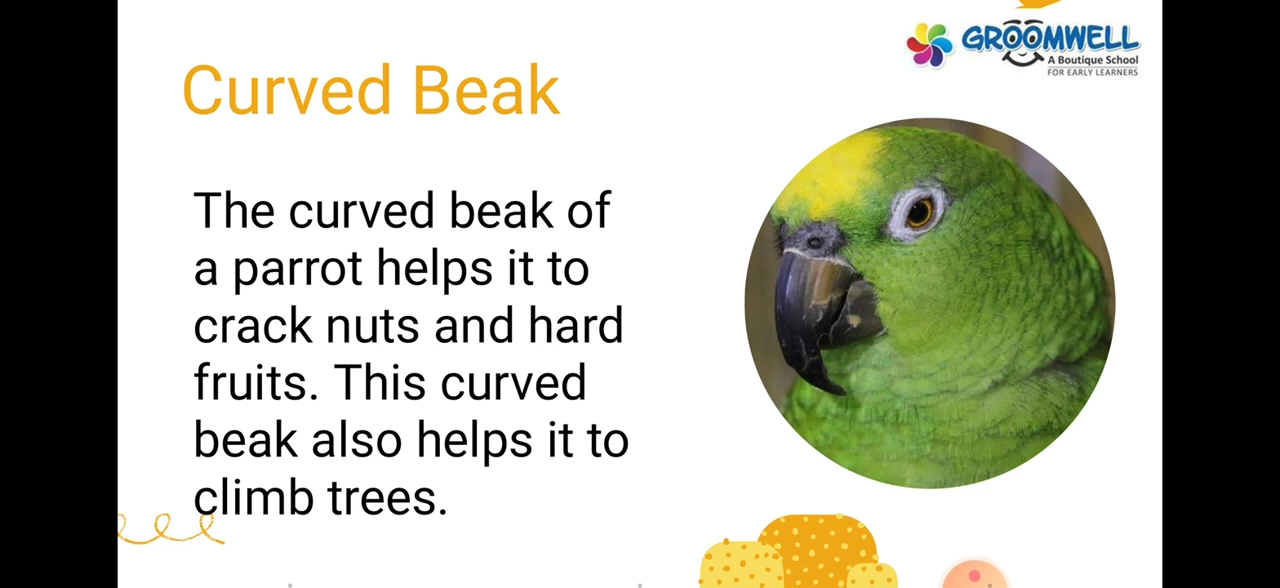 GROOMWELL
A Boutique School
FOR EARLY LEARNERS
Curved Beak
The curved beak of
a parrot helps it to
crack nuts and hard
fruits. This curved
beak also helps it to
climb trees.